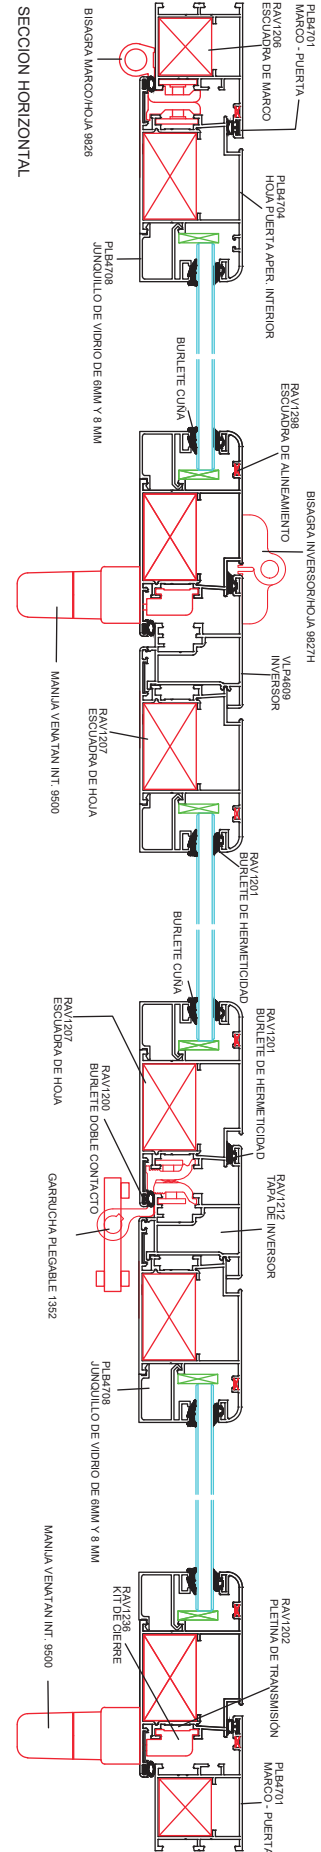 PLB4701
MARCO - PUERTA
RAV1206
ESCUADRA DE MARCO
BISAGRA MARCO/HOJA 9826
SECCION HORIZONTAL
PLB4704
HOJA PUERTA APER. INTERIOR
PLB4708
JUNQUILLO DE VIDRIO DE 6MM Y 8 MM
BURLETE CUÑA
RAV1298
ESCUADRA DE ALINEAMIENTO
BISAGRA INVERSOR/HOJA 9827H
VLP4609
INVERSOR
MANIJA VENATAN INT. 9500
RAV1207
ESCUADRA DE HOJA
RAV1201
BURLETE DE HERMETICIDAD
BURLETE CUÑA
RAV1201
BURLETE DE HERMETICIDAD
RAV1207
ESCUADRA DE HOJA
RAV1200
BURLETE DOBLE CONTACTO
RAV1212
TAPA DE INVERSOR
GARRUCHA PLEGABLE 1352
PLB4708
JUNQUILLO DE VIDRIO DE 6MM Y 8 MM
RAV1202
PLETINA DE TRANSMISIÓN
RAV1236
KIT DE CIERRE
MANIJA VENATAN INT. 9500
PLB4701
MARCO - PUERTA